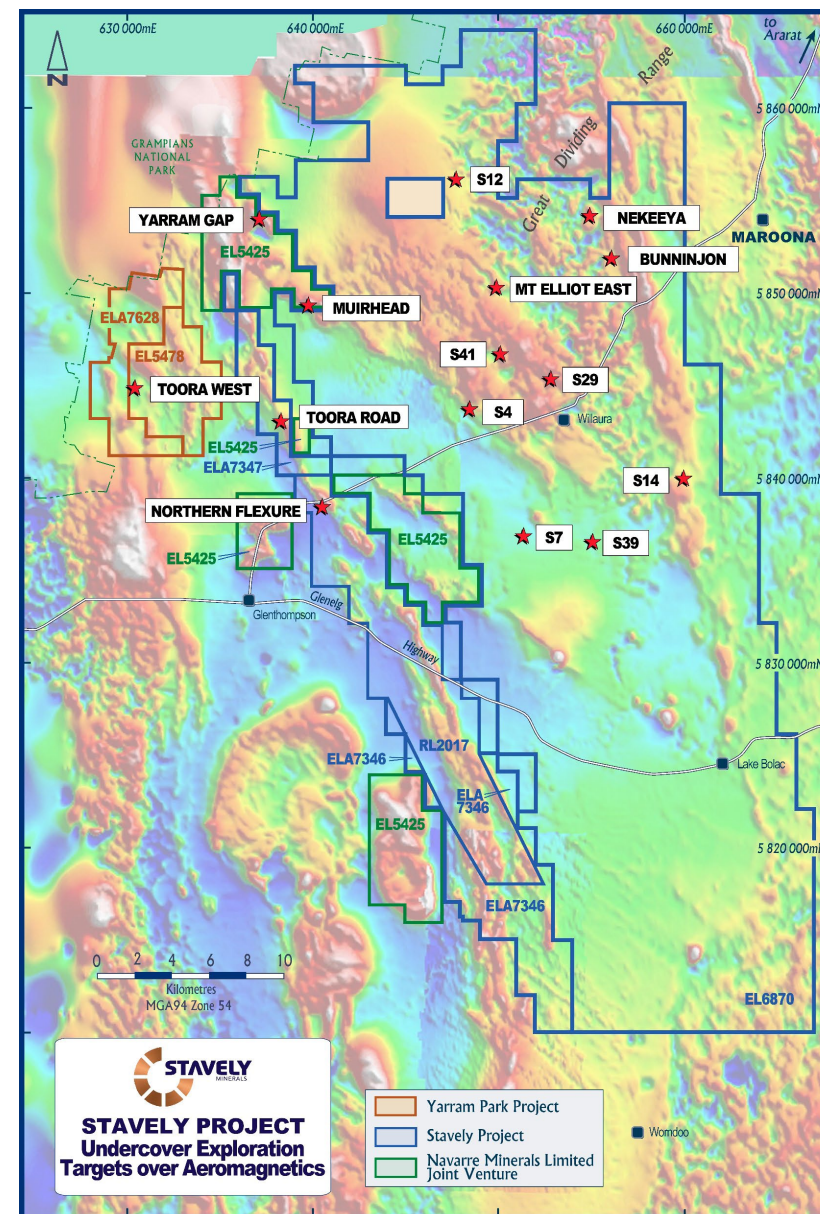 630 000mE
640 000mE
660 000mE
to
Ararat
N
Range
Dividing
Great
5 860 000mN
GRAMPIANS
NATIONAL
PARK
S12
YARRAM GAP
NEKEEYA
MAROONA
EL5425
BUNNINJON
MT ELLIOT EAST
5 850 000mN
MUIRHEAD
ELA7628
EL5478
S41
TOORA WEST
S29
TOORA ROAD
S4
Willaura
EL5425
ELA7347
5 840 000mN
S14
NORTHERN FLEXURE
EL5425
S7
S39
EL5425
Glenthompson
Glenelg
Highway
5 830 000mN
RL2017
ELA7346
Lake Bolac
ELA
7346
EL5425
5 820 000mN
ELA7346
0 2 4 6 8 10
Kilometres
MGA94 Zone 54
EL6870
STAVELY
MINERALS
STAVELY PROJECT
Undercover Exploration
Targets over Aeromagnetics
Yarram Park Project
Stavely Project
Navarre Minerals Limited
Joint Venture
Womdoo